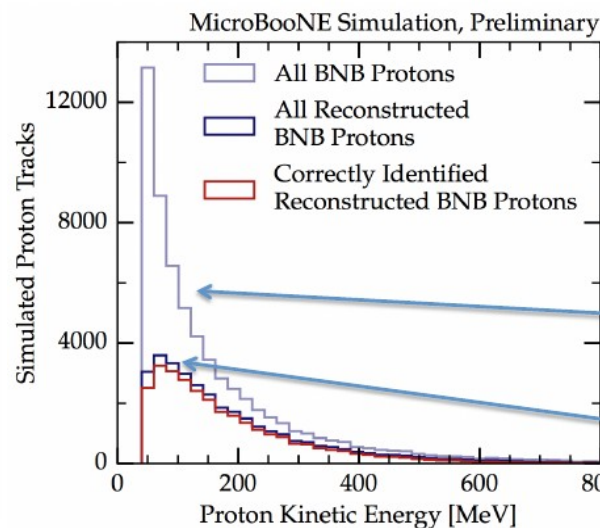 MicroBooNE Simulation, Preliminary
12000
8000
4000
0
Simulated Proton Tracks
All BNB Protons
All Reconstructed
BNB Protons
Correctly Identified
Reconstructed BNB Protons
0
200
400
600
800
Proton Kinetic Energy [MeV]